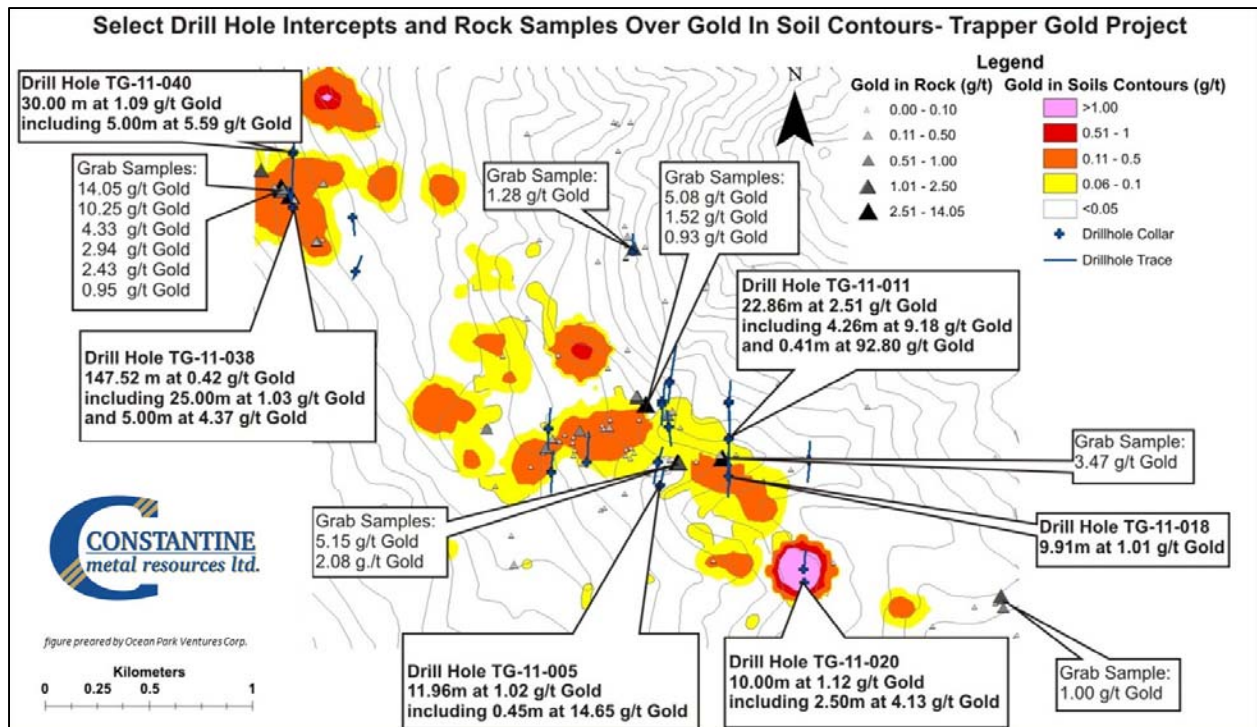 Select Drill Hole Intercepts and Rock Samples Over Gold In Soil Contours- Trapper Gold Project
Drill Hole TG-11-040
30.00 m at 1.09 g/t Gold
including 5.00m at 5.59 g/t Gold
Grab Samples:
14.05 g/t Gold
10.25 g/t Gold
4.33 g/t Gold
2.94 g/t Gold
2.43 g/t Gold
0.95 g/t Gold
Drill Hole TG-11-038
147.52 m at 0.42 g/t Gold
including 25.00m at 1.03 g/t Gold
and 5.00m at 4.37 g/t Gold
Grab Sample:
1.28 g/t Gold
Grab Samples:
5.08 g/t Gold
1.52 g/t Gold
0.93 g/t Gold
N
Legend
Gold in Rock (g/t)
0.00 - 0.10
0.11 - 0.50
0.51 - 1.00
1.01 - 2.50
2.51 - 14.05
Gold in Soils Contours (g/t)
>1.00
0.51 - 1
0.11 - 0.5
0.06 - 0.1
<0.05
Drillhole Collar
Drillhole Trace
Drill Hole TG-11-011
22.86m at 2.51 g/t Gold
including 4.26m at 9.18 g/t Gold
and 0.41m at 92.80 g/t Gold
Grab Sample:
3.47 g/t Gold
Drill Hole TG-11-018
9.91m at 1.01 g/t Gold
Grab Samples:
5.15 g/t Gold
2.08 g./t Gold
Drill Hole TG-11-005
11.96m at 1.02 g/t Gold
including 0.45m at 14.65 g/t Gold
Drill Hole TG-11-020
10.00m at 1.12 g/t Gold
including 2.50m at 4.13 g/t Gold
Grab Sample:
1.00 g/t Gold
CONSTANTINE
metal resources ltd.
figure preared by Ocean Park Ventures Corp.
Kilometers
0 0.25 0.5 1